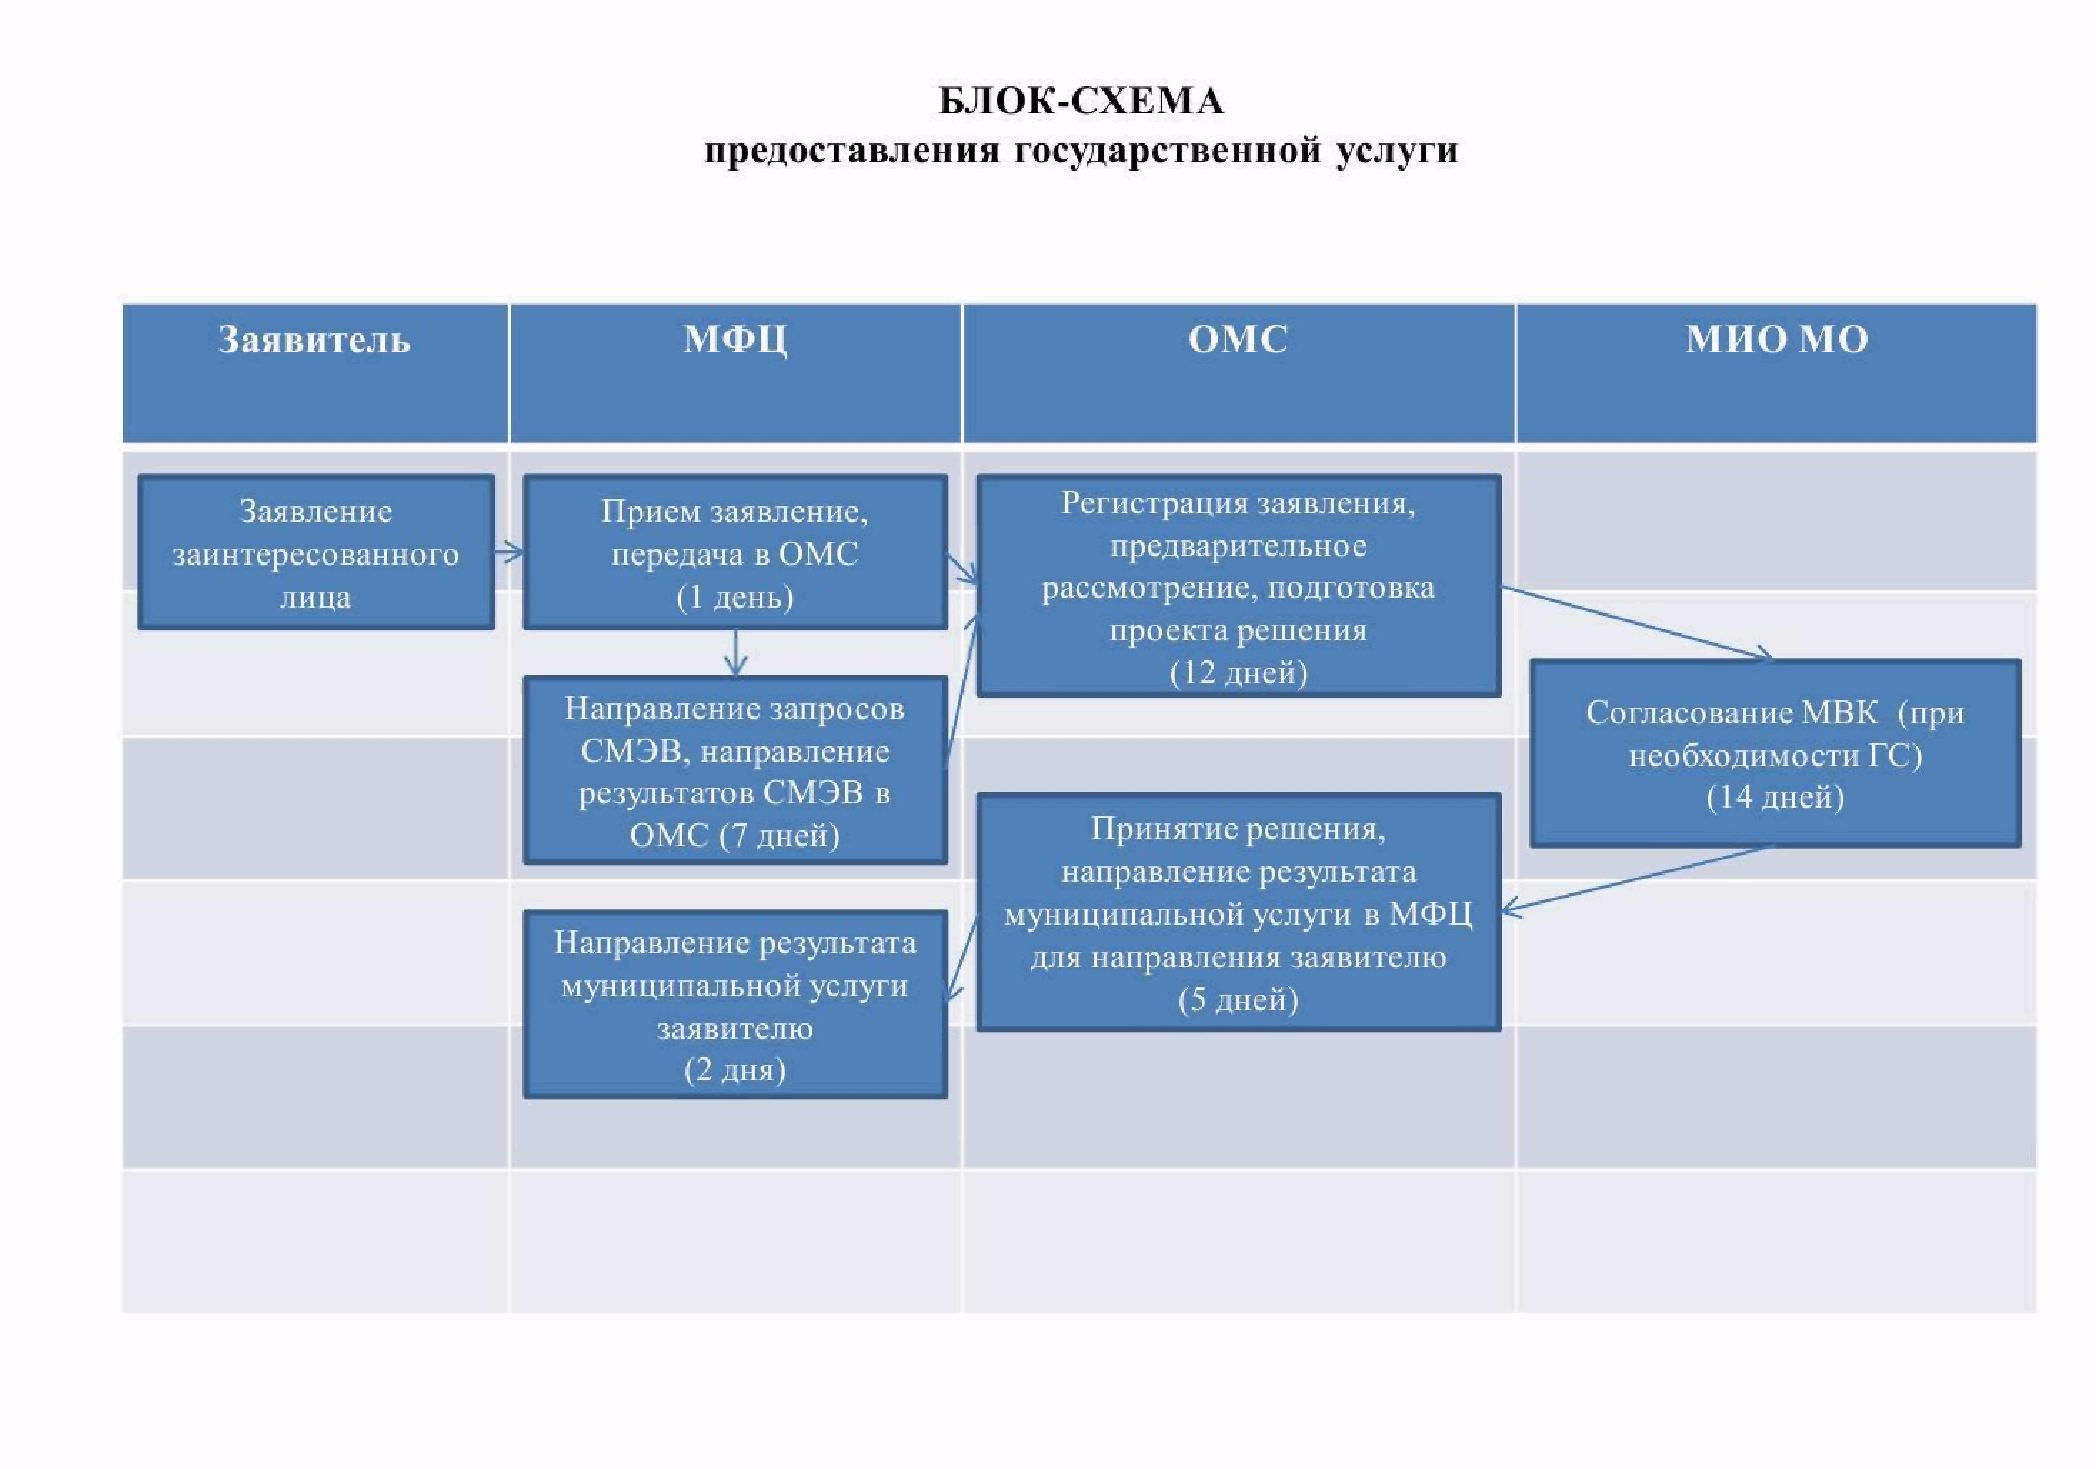 БЛОК-СХЕМА
предоставления государственной услуги
Заявитель
МФЦ
ОМС
МИО МО
Заявление
заинтересованного
лица
Прием заявление,
передача в ОМС
(1 день)
Регистрация заявления,
предварительное
рассмотрение, подготовка
проекта решения
(12 дней)
Направление запросов
СМЭВ, направление
результатов СМЭВ в
ОМС (7 дней)
Согласование МВК (при
необходимости ГС)
(14 дней)
Принятие решения,
направление результата
муниципальной услуги в МФЦ
для направления заявителю
(5 дней)
Направление результата
муниципальной услуги
заявителю
(2 дня)